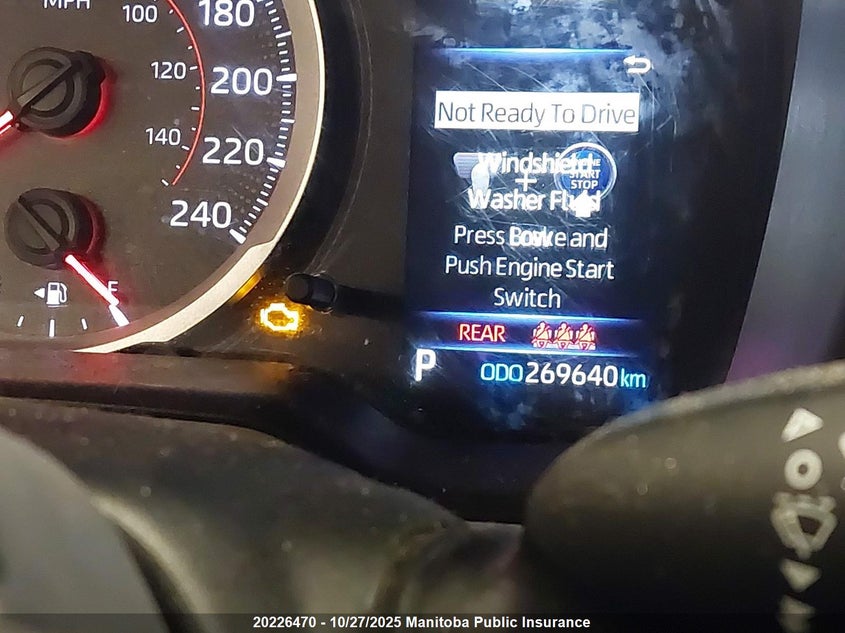 MPH
100
120
140
180
200
220
240
F
Not Ready To Drive
Windshield
Washer Fluid
Low
ENGINE
START
STOP
+
Press Brake and
Push Engine Start
Switch
REAR
P
ODO 269640 km
20226470 - 10/27/2025 Manitoba Public Insurance